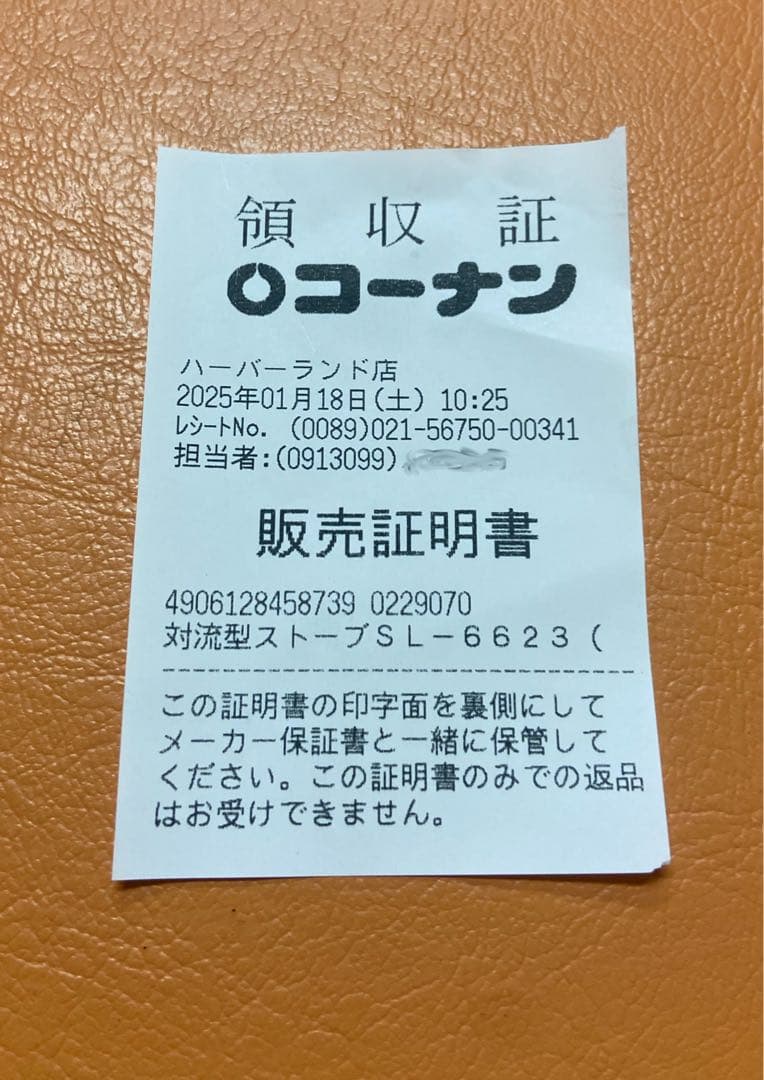 領収証
コーナン
ハーバーランド店
2025年01月18日(土) 10:25
ﾚｼｰﾄNo. (0089)021-56750-00341
担当者:(0913099)
販売証明書
4906128458739 0229070
対流型ストーブＳＬ－６６２３（
この証明書の印字面を裏側にして
メーカー保証書と一緒に保管して
ください。この証明書のみでの返品
はお受けできません。